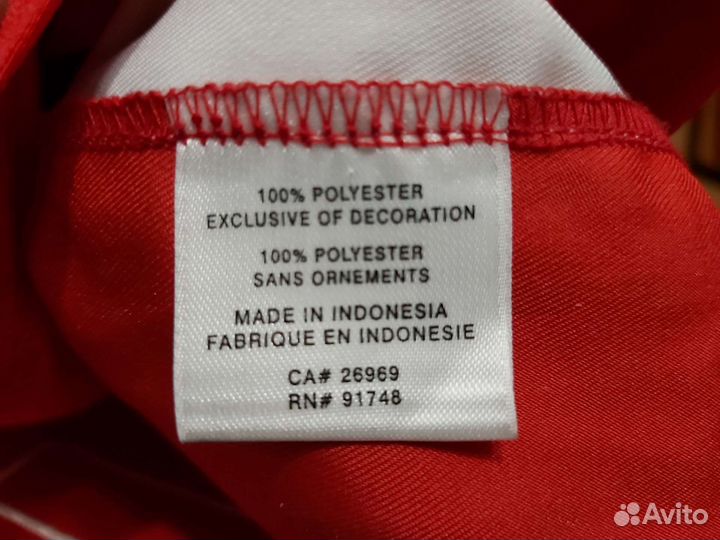 100% POLYESTER
EXCLUSIVE OF DECORATION
100% POLYESTER
SANS ORNEMENTS
MADE IN INDONESIA
FABRIQUE EN INDONESIE
CA# 26969
RN# 91748
Avito